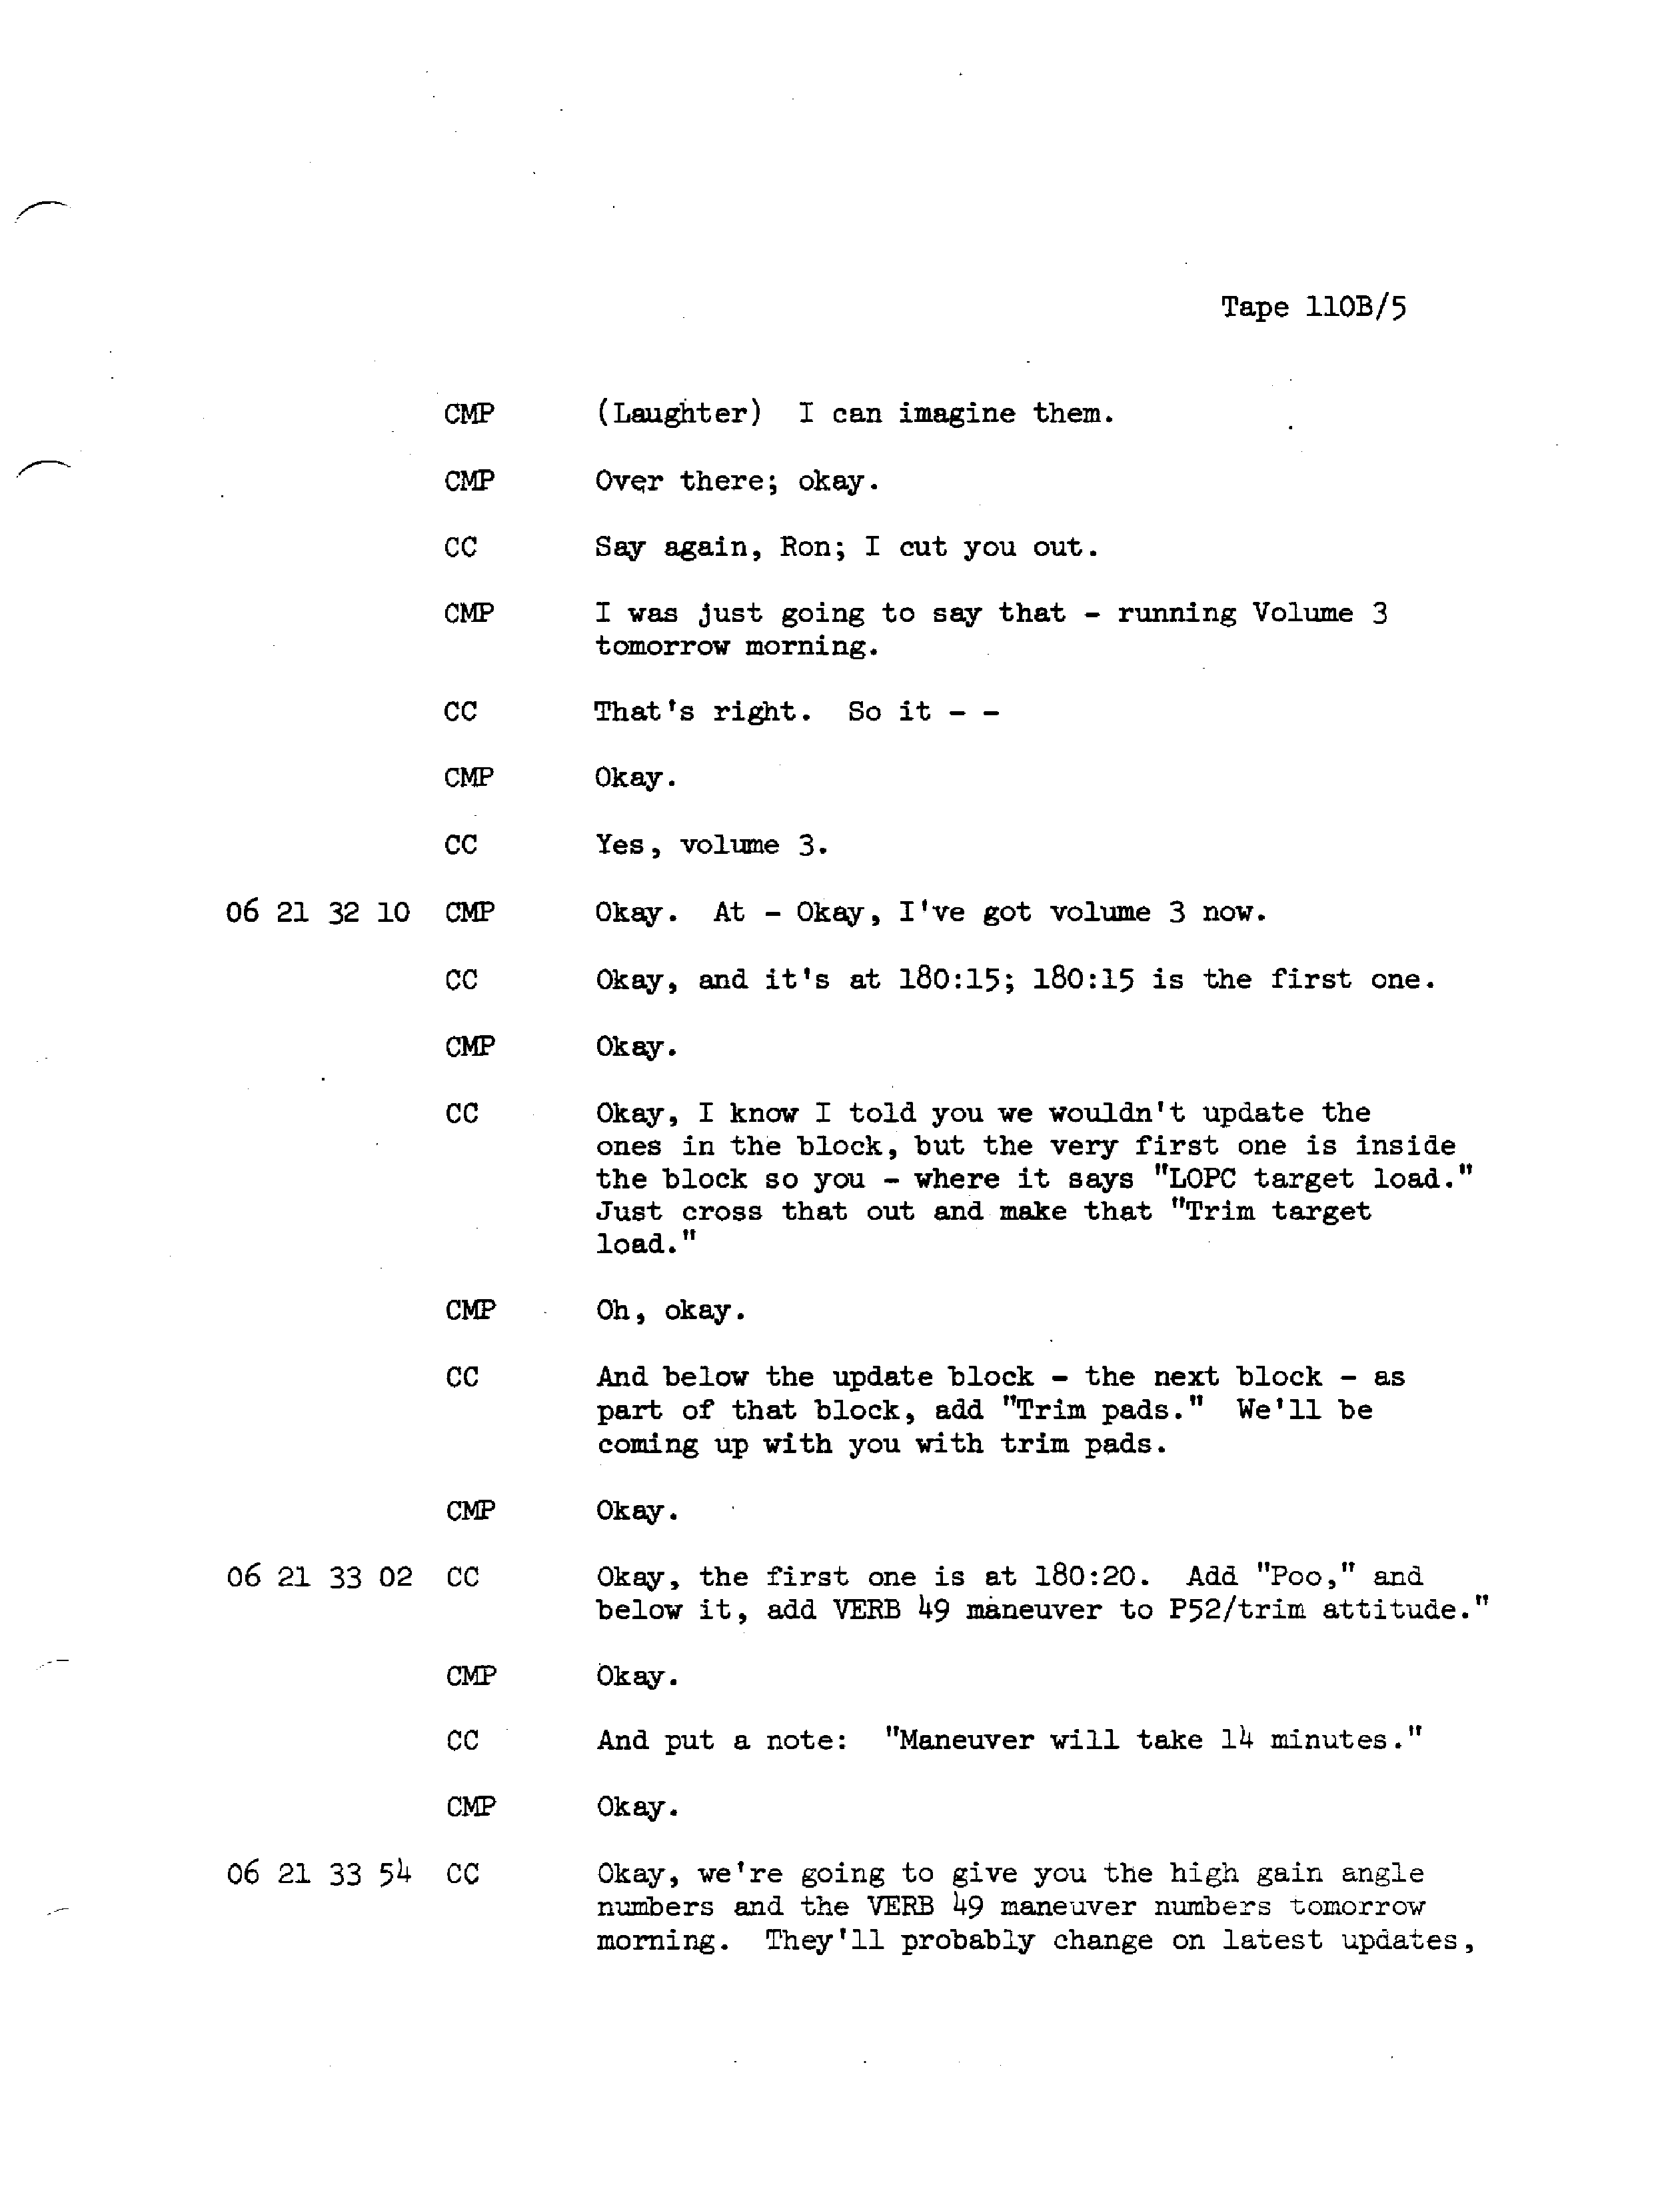 Tape 110B/5
CMP (Laughter) I can imagine them.
CMP Over there; okay.
CC Say again, Ron; I cut you out.
CMP I was just going to say that - running Volume 3
tomorrow morning.
CC That's right. So it - -
CMP Okay.
CC Yes, volume 3.
06 21 32 10 CMP Okay. At - Okay, I've got volume 3 now.
CC Okay, and it's at 180:15; 180:15 is the first one.
CMP Okay.
CC Okay, I know I told you we wouldn't update the
ones in the block, but the very first one is inside
the block so you - where it says "LOPC target load."
Just cross that out and make that "Trim target
load."
CMP Oh, okay.
CC And below the update block - the next block - as
part of that block, add "Trim pads." We'll be
coming up with you with trim pads.
CMP Okay.
06 21 33 02 CC Okay, the first one is at 180:20. Add "Poo," and
below it, add VERB 49 maneuver to P52/trim attitude."
CMP Okay.
CC And put a note: "Maneuver will take 14 minutes."
CMP Okay.
06 21 33 54 CC Okay, we're going to give you the high gain angle
numbers and the VERB 49 maneuver numbers tomorrow
morning. They'll probably change on latest updates,